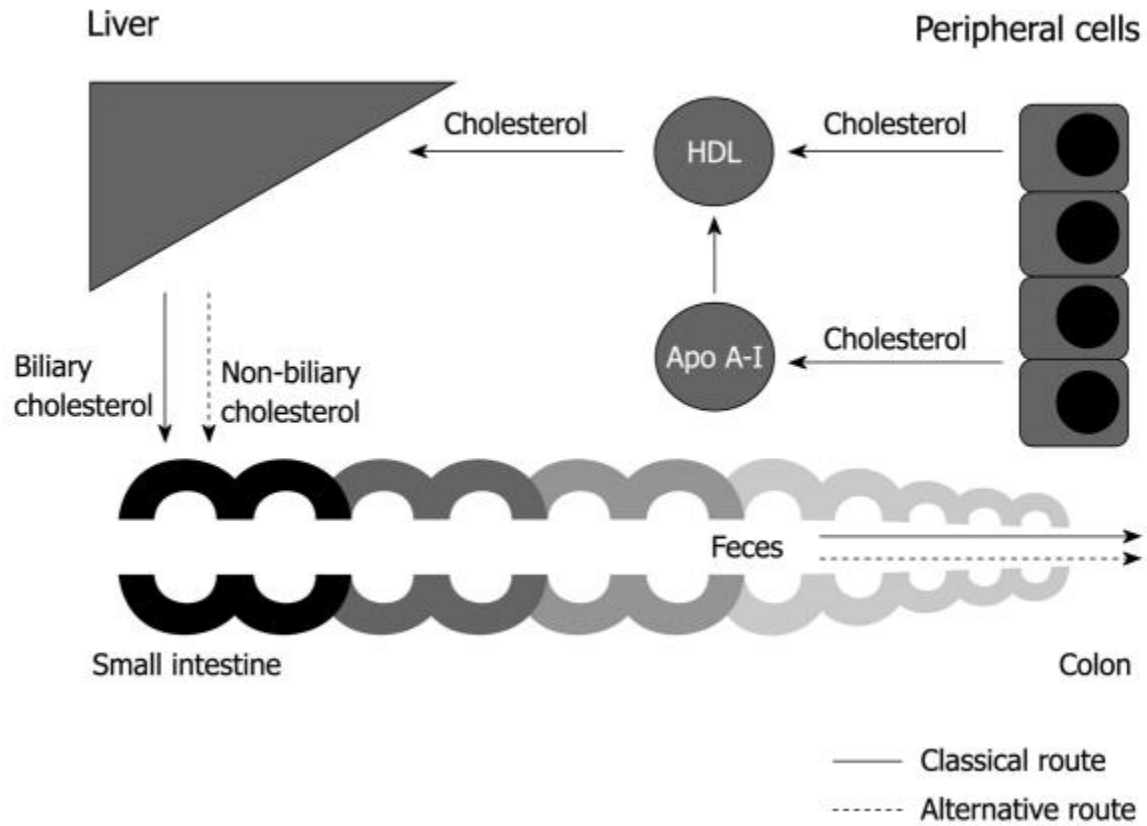 Liver
Peripheral cells
Cholesterol
HDL
Cholesterol
Apo A-I
Cholesterol
Biliary
cholesterol
Non-biliary
cholesterol
Feces
Small intestine
Colon
Classical route
Alternative route